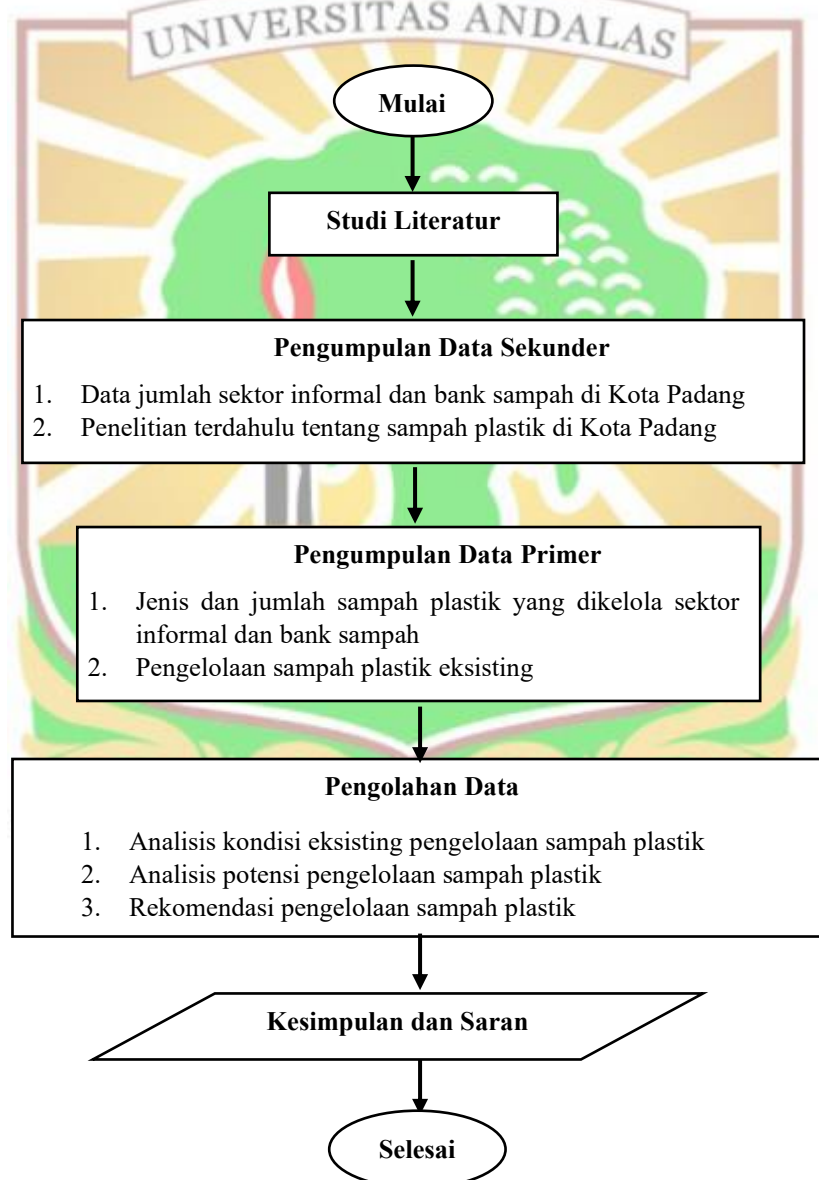 UNIVERSITAS ANDALAS
Mulai
Studi Literatur
Pengumpulan Data Sekunder
1. Data jumlah sektor informal dan bank sampah di Kota Padang
2. Penelitian terdahulu tentang sampah plastik di Kota Padang
Pengumpulan Data Primer
1. Jenis dan jumlah sampah plastik yang dikelola sektor
informal dan bank sampah
2. Pengelolaan sampah plastik eksisting
Pengolahan Data
1. Analisis kondisi eksisting pengelolaan sampah plastik
2. Analisis potensi pengelolaan sampah plastik
3. Rekomendasi pengelolaan sampah plastik
Kesimpulan dan Saran
Selesai